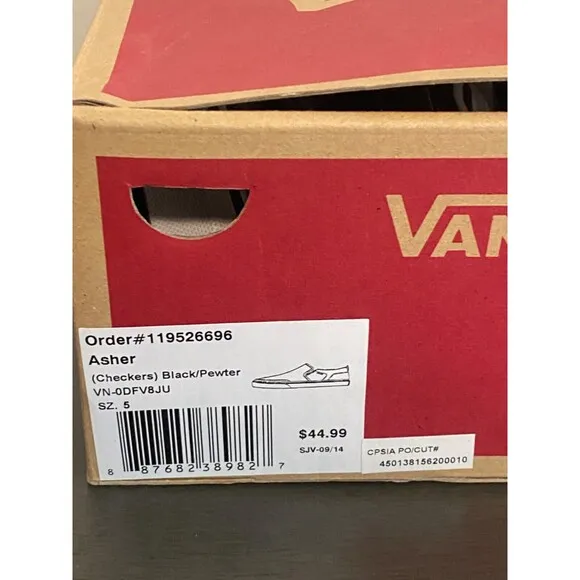 VAN
Order#119526696
Asher
(Checkers) Black/Pewter
VN-0DFV8JU
SZ. 5
$44.99
SJV-09/14
8 87682 38982 7
CPSIA PO/CUT#
450138156200010